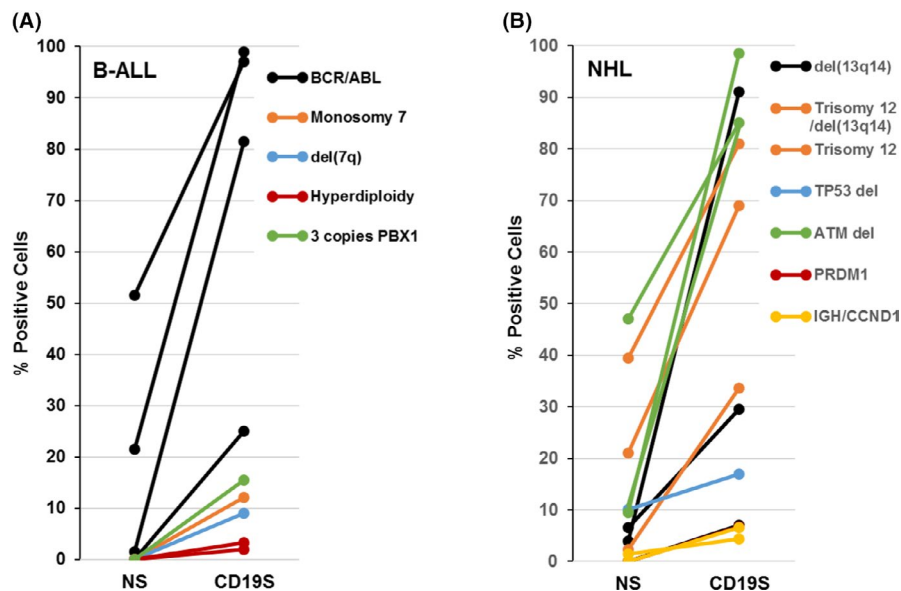 (A)
B-ALL
% Positive Cells
100
90
80
70
60
50
40
30
20
10
0
NS
CD19S
BCR/ABL
Monosomy 7
del(7q)
Hyperdiploidy
3 copies PBX1
(B)
NHL
% Positive Cells
100
90
80
70
60
50
40
30
20
10
0
NS
CD19S
del(13q14)
Trisomy 12
/del(13q14)
Trisomy 12
TP53 del
ATM del
PRDM1
IGH/CCND1